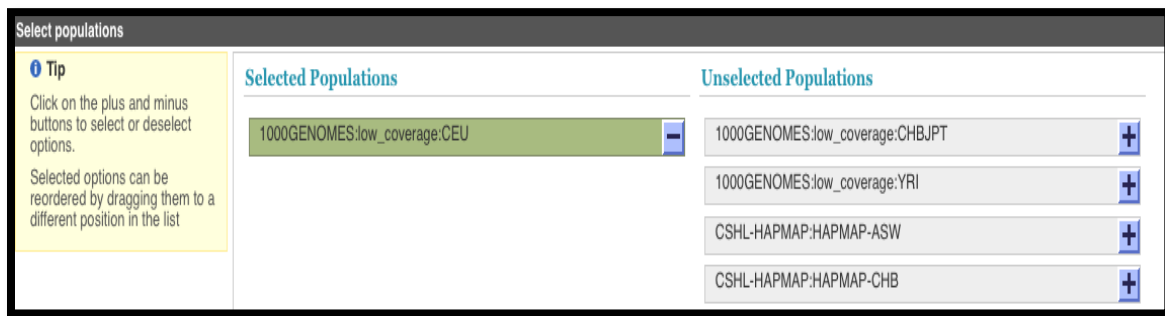 Select populations
Tip
Click on the plus and minus
buttons to select or deselect
options.
Selected options can be
reordered by dragging them to a
different position in the list
Selected Populations
1000GENOMES:low_coverage:CEU
Unselected Populations
1000GENOMES:low_coverage:CHBJPT
1000GENOMES:low_coverage:YRI
CSHL-HAPMAP:HAPMAP-ASW
CSHL-HAPMAP:HAPMAP-CHB